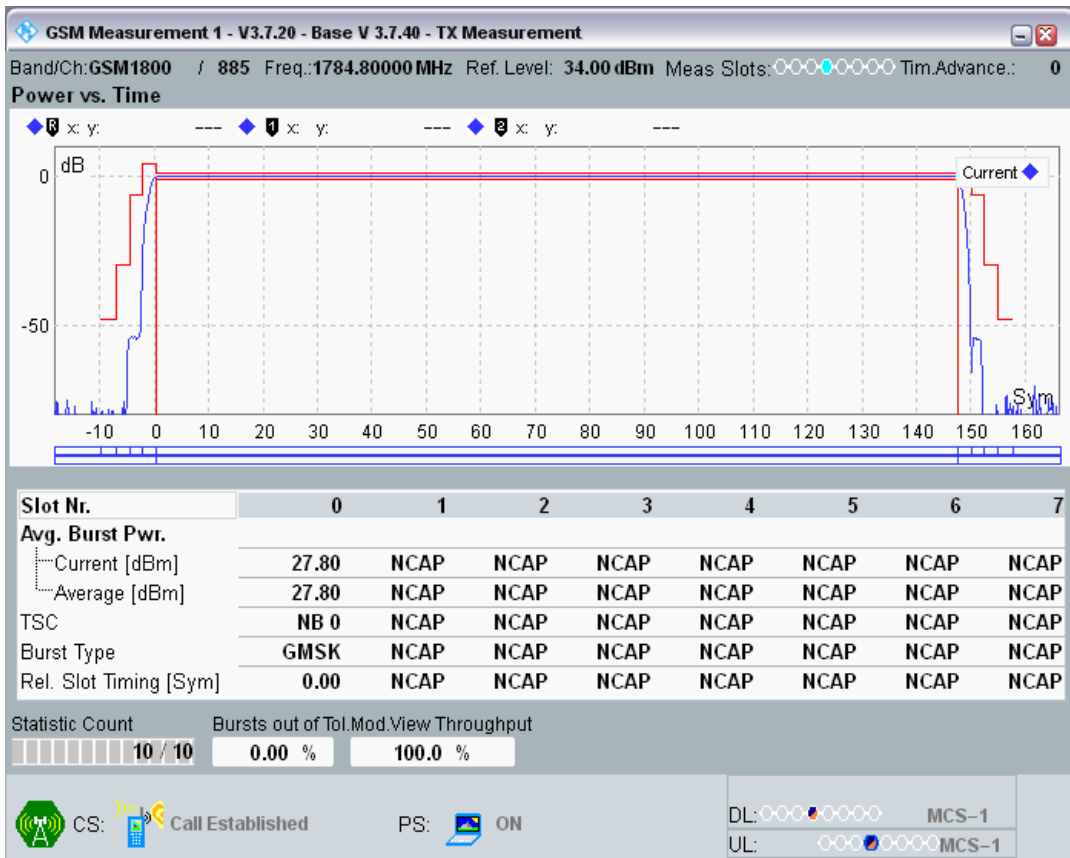 GSM Measurement 1 - V3.7.20 - Base V 3.7.40 - TX Measurement
Band/Ch:GSM1800 / 885 Freq.:1784.80000 MHz Ref. Level: 34.00 dBm Meas Slots: Tim.Advance.: 0
Power vs. Time
R x: y: --- 1 x: y: --- 2 x: y: ---
dB
Current
0
-50
Sym
-10 0 10 20 30 40 50 60 70 80 90 100 110 120 130 140 150 160
Slot Nr. 0 1 2 3 4 5 6 7
Avg. Burst Pwr.
Current [dBm] 27.80 NCAP NCAP NCAP NCAP NCAP NCAP NCAP
Average [dBm] 27.80 NCAP NCAP NCAP NCAP NCAP NCAP NCAP
TSC NB 0 NCAP NCAP NCAP NCAP NCAP NCAP NCAP
Burst Type GMSK NCAP NCAP NCAP NCAP NCAP NCAP NCAP
Rel. Slot Timing [Sym] 0.00 NCAP NCAP NCAP NCAP NCAP NCAP NCAP
Statistic Count Bursts out of Tol.Mod.View Throughput
10 / 10 0.00 % 100.0 %
CS: Call Established PS: ON
DL: MCS-1
UL: MCS-1